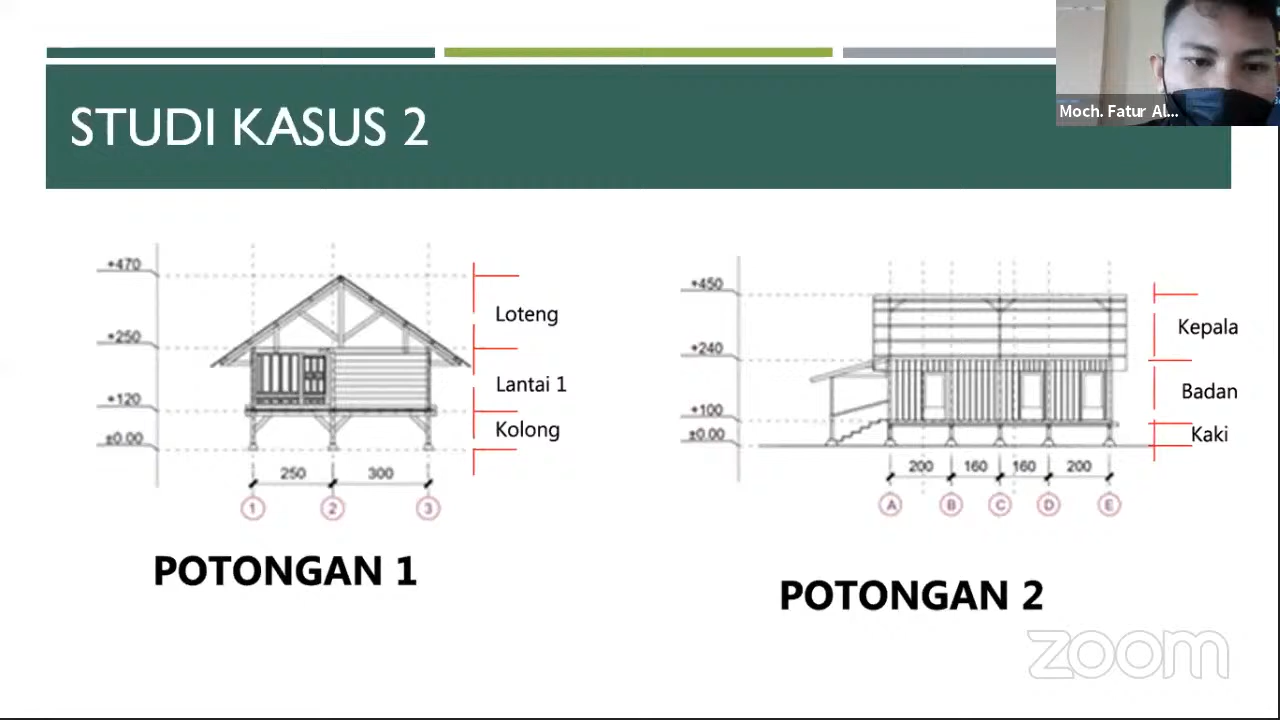 Moch. Fatur Al...
STUDI KASUS 2
+470
+250
+120
±0.00
Loteng
Lantai 1
Kolong
250
300
1
2
3
POTONGAN 1
+450
+240
+100
±0.00
Kepala
Badan
Kaki
200
160
160
200
A
B
C
D
E
POTONGAN 2
zoom